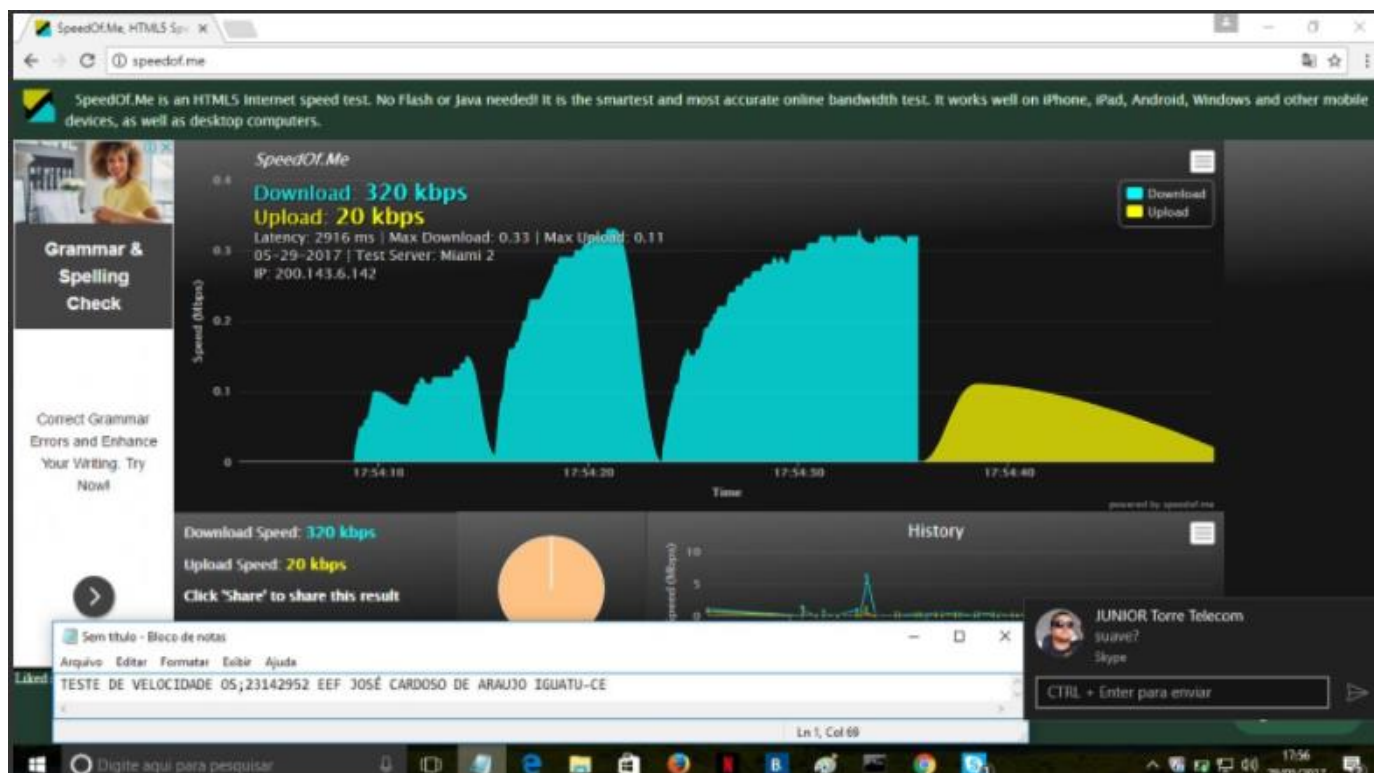 SpeedOf.Me, HTML5 Spe
speedof.me
SpeedOf.Me is an HTML5 Internet speed test. No Flash or Java needed! It is the smartest and most accurate online bandwidth test. It works well on iPhone, iPad, Android, Windows and other mobile
devices, as well as desktop computers.
Grammar &
Spelling
Check
Correct Grammar
Errors and Enhance
Your Writing. Try
Now!
SpeedOf.Me
Download: 320 kbps
Upload: 20 kbps
Latency: 2916 ms | Max Download: 0.33 | Max Upload: 0.11
05-29-2017 | Test Server: Miami 2
IP: 200.143.6.142
Download
Upload
Speed (Mbps)
0.4
0.3
0.2
0.1
0
17:54:10
17:54:20
17:54:30
17:54:40
Time
powered by speedof.me
Download Speed: 320 kbps
Upload Speed: 20 kbps
Click 'Share' to share this result
History
Speed (Mbps)
10
5
0
Liked
Sem título - Bloco de notas
Arquivo Editar Formatar Exibir Ajuda
TESTE DE VELOCIDADE OS;23142952 EEF JOSÉ CARDOSO DE ARAUJO IGUATU-CE
Ln 1, Col 69
JUNIOR Torre Telecom
suave?
Skype
CTRL + Enter para enviar
Digite aqui para pesquisar
17:56